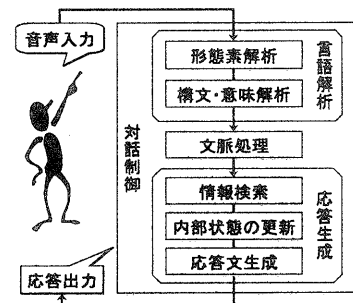 音声入力
形態素解析
構文・意味解析
言語解析
対話制御
文脈処理
情報検索
内部状態の更新
応答文生成
応答生成
応答出力